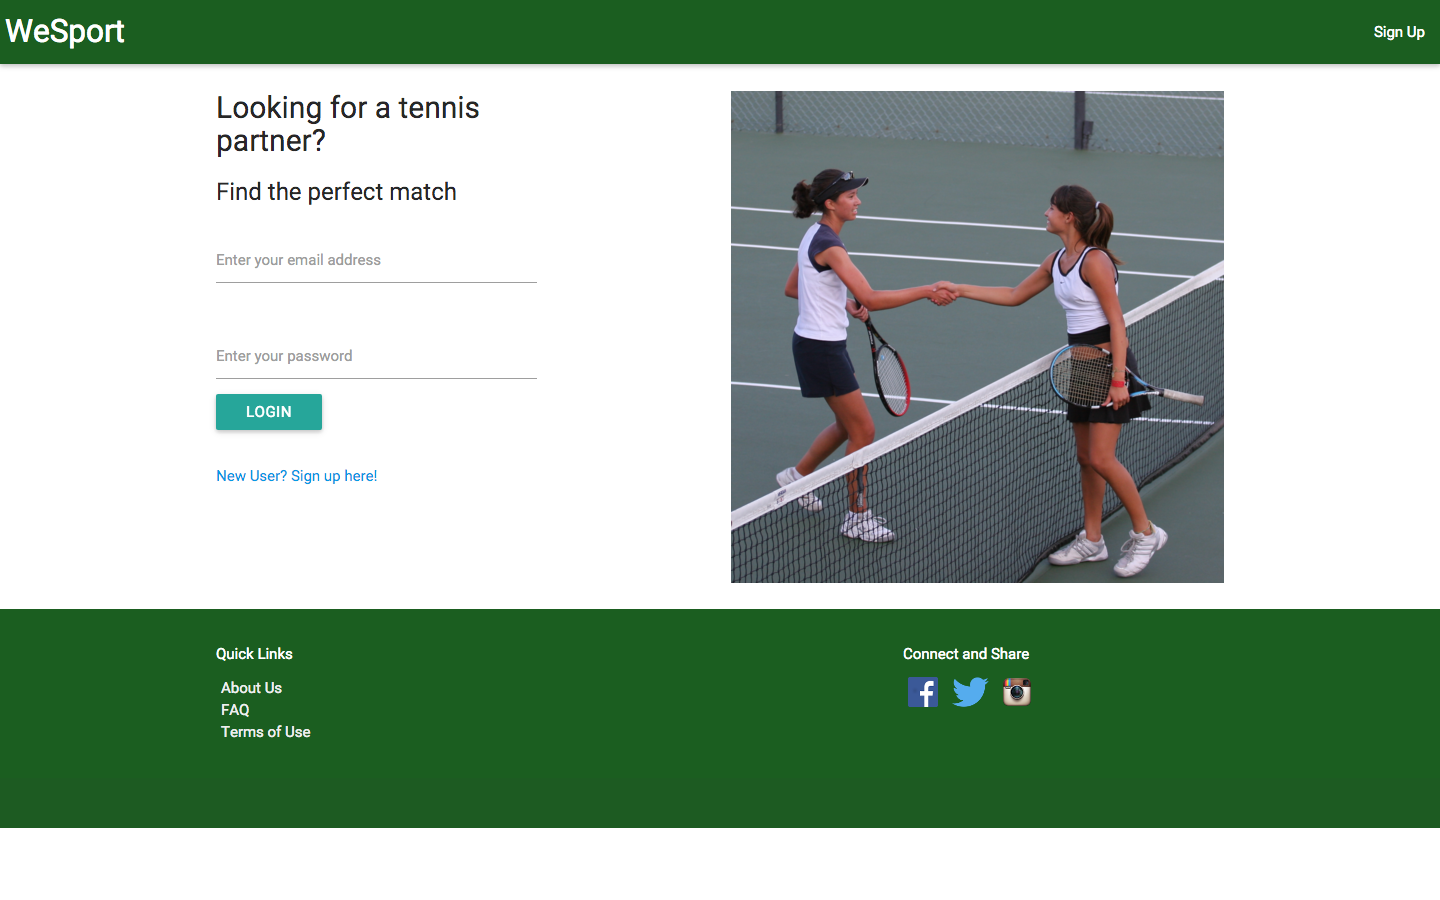 WeSport
Sign Up
Looking for a tennis
partner?
Find the perfect match
Enter your email address
Enter your password
LOGIN
New User? Sign up here!
Quick Links
About Us
FAQ
Terms of Use
Connect and Share